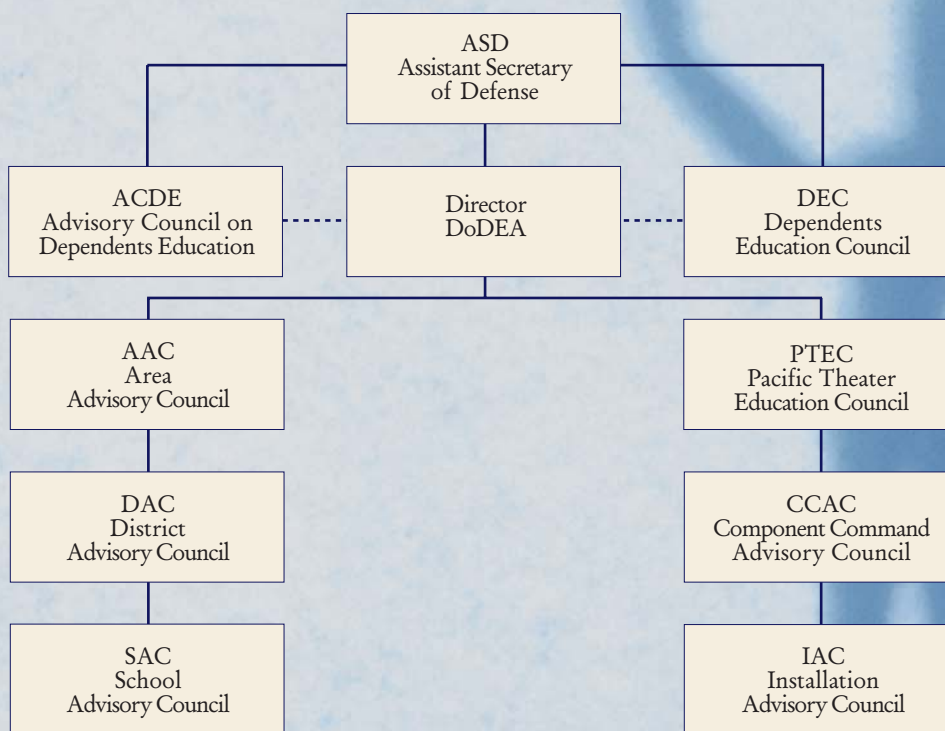 ASD
Assistant Secretary
of Defense
ACDE
Advisory Council on
Dependents Education
Director
DoDEA
DEC
Dependents
Education Council
AAC
Area
Advisory Council
PTEC
Pacific Theater
Education Council
DAC
District
Advisory Council
CCAC
Component Command
Advisory Council
SAC
School
Advisory Council
IAC
Installation
Advisory Council